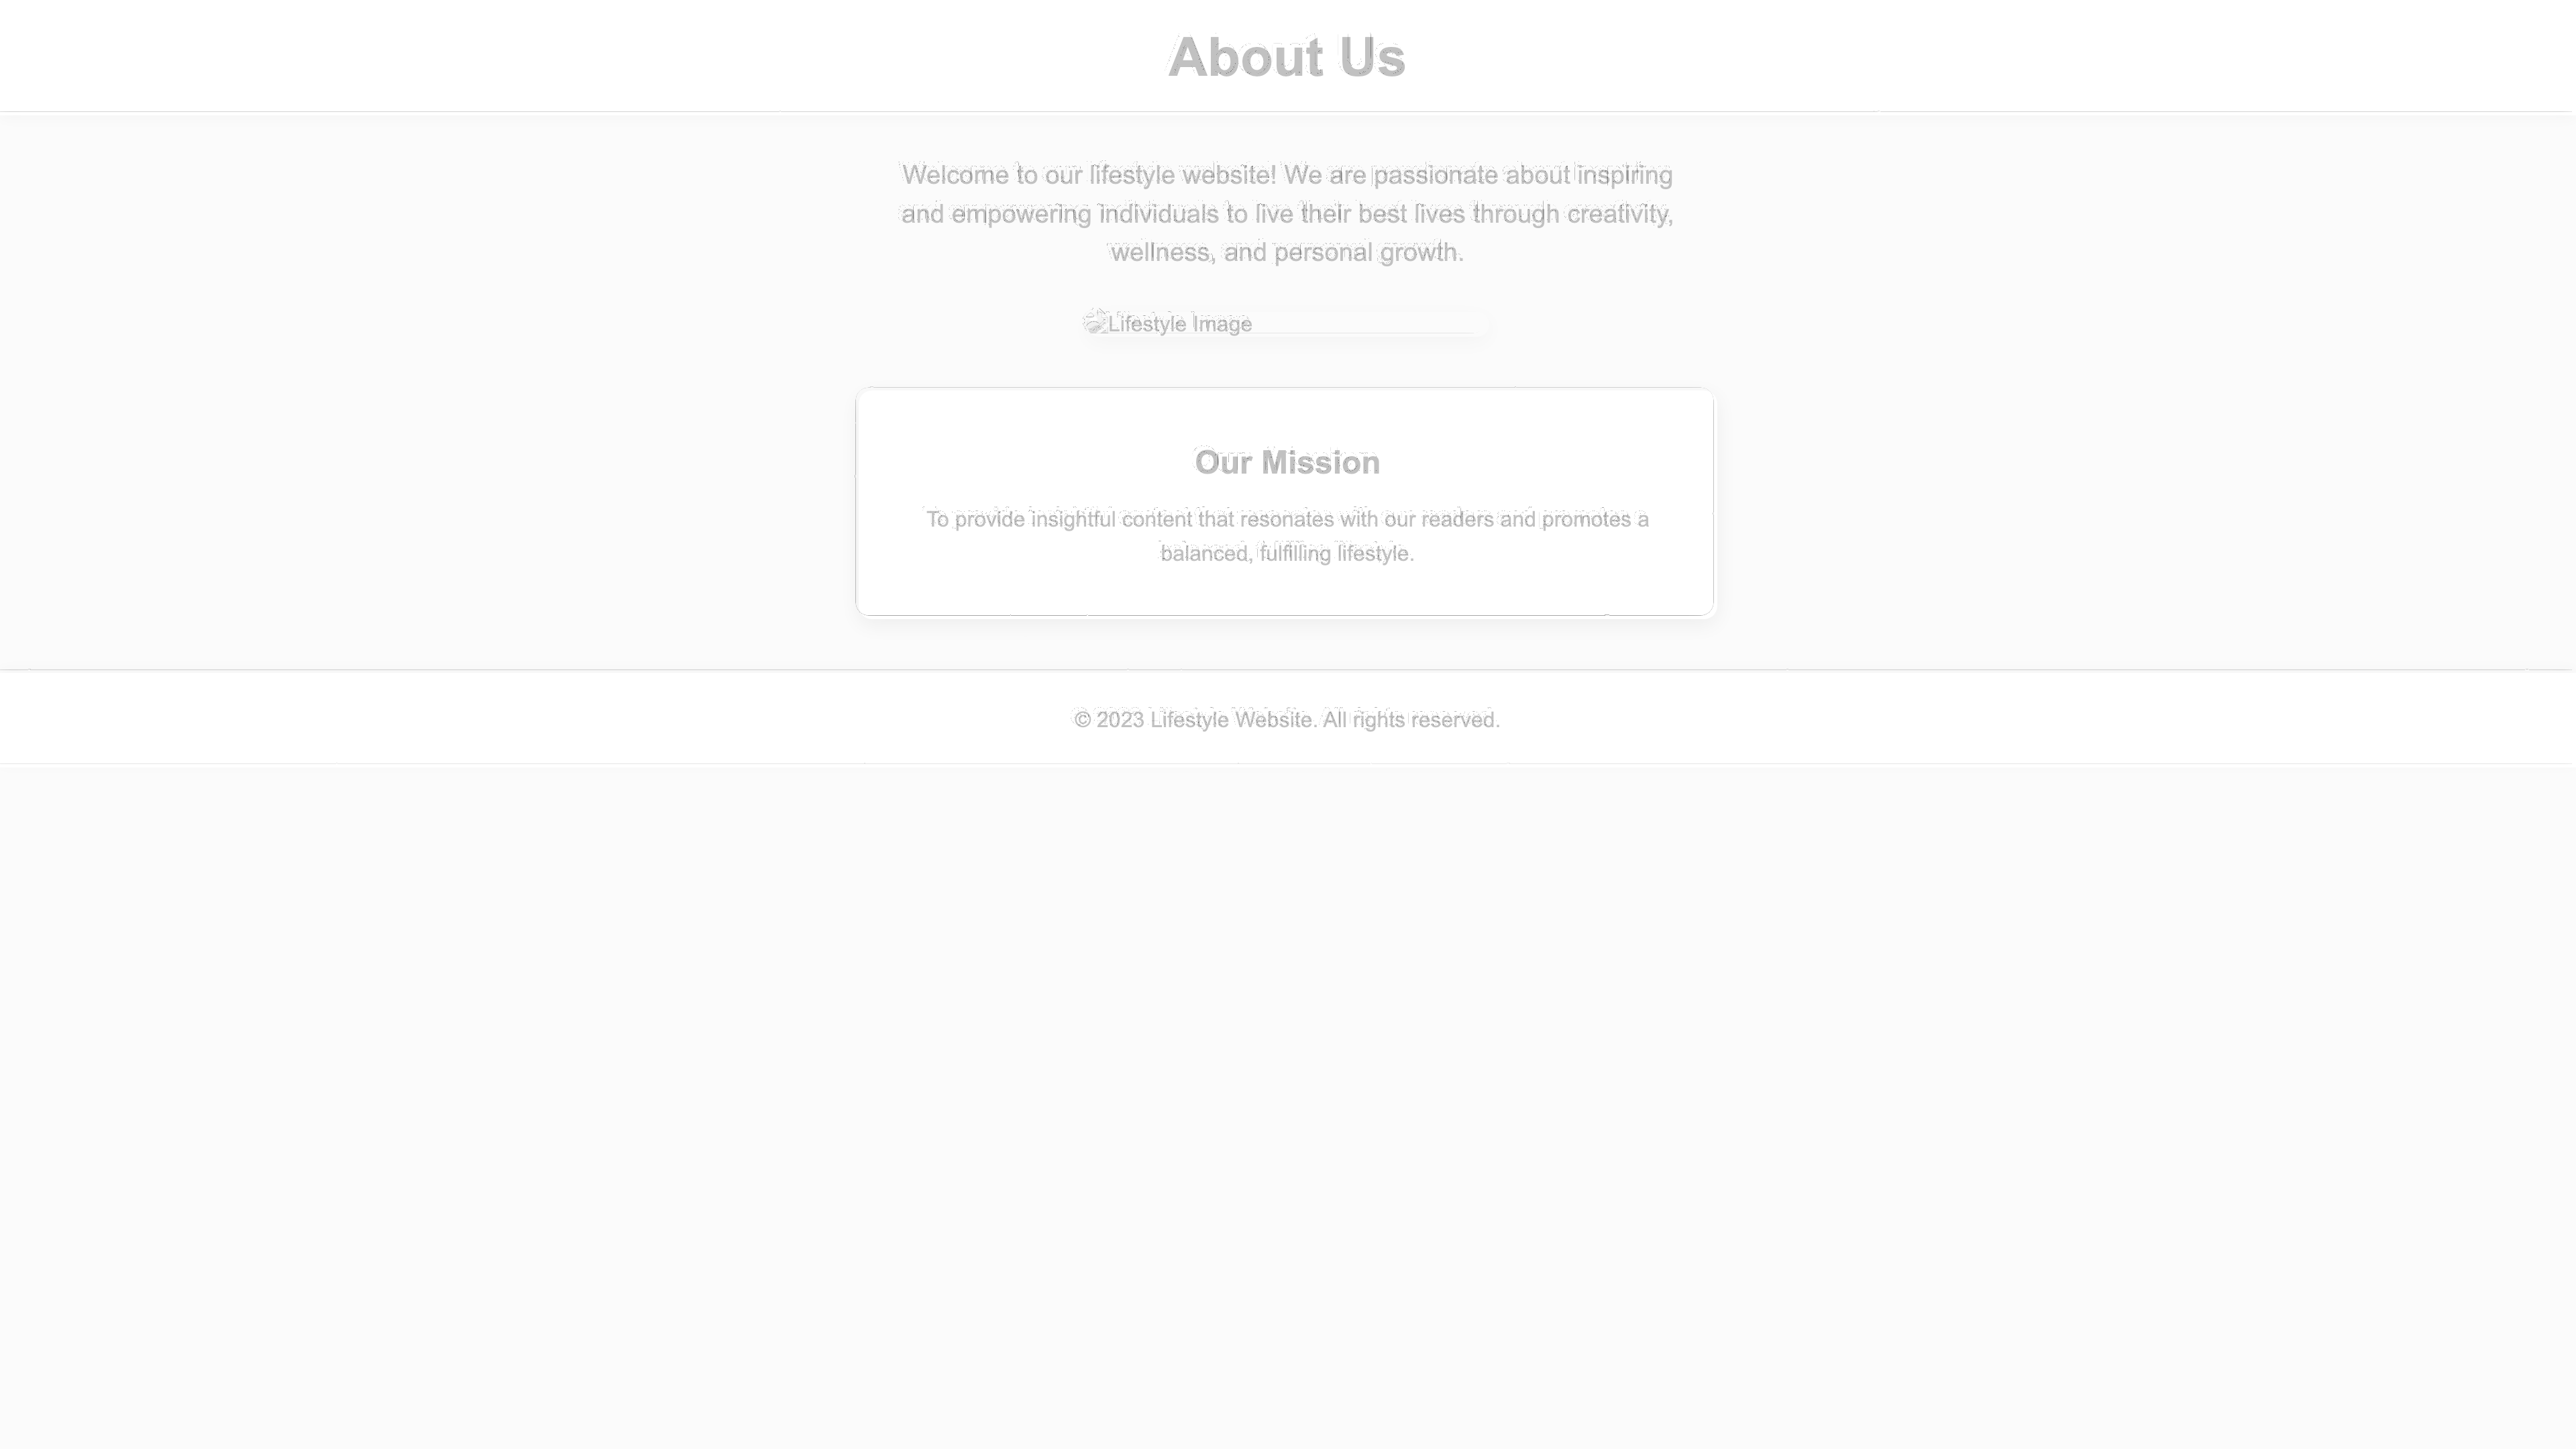 About Us
Welcome to our lifestyle website! We are passionate about inspiring
and empowering individuals to live their best lives through creativity,
wellness, and personal growth.
Lifestyle Image
Our Mission
To provide insightful content that resonates with our readers and promotes a
balanced, fulfilling lifestyle.
© 2023 Lifestyle Website. All rights reserved.